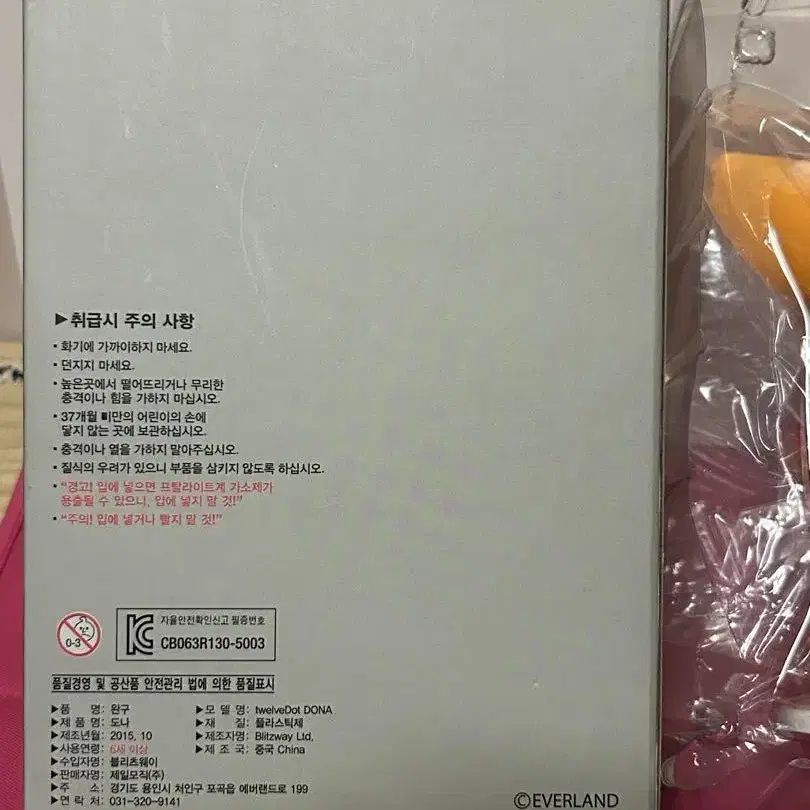 ▶취급시 주의 사항
• 화기에 가까이하지 마세요.
• 던지지 마세요.
• 높은곳에서 떨어뜨리거나 무리한
충격이나 힘을 가하지 마십시오.
• 37개월 미만의 어린이의 손에
닿지 않는 곳에 보관하십시오.
• 충격이나 열을 가하지 말아주십시오.
• 질식의 우려가 있으니 부품을 삼키지 않도록 하십시오.
• "경고! 입에 넣으면 프탈라이트계 가소제가
용출될 수 있으니, 입에 넣지 말 것!"
• "주의! 입에 넣거나 빨지 말 것!"
0-3
KC 자율안전확인신고 필증번호
CB063R130-5003
품질경영 및 공산품 안전관리 법에 의한 품질표시
▶품 명: 완구 ▶모 델 명: twelveDot DONA
▶제 품 명: 도나 ▶재 질: 플라스틱제
▶제조년월: 2015, 10 ▶제조자명: Blitzway Ltd.
▶사용연령: 6세 이상 ▶제 조 국: 중국 China
▶수입자명: 블리츠웨이
▶판매자명: 제일모직(주)
▶주 소: 경기도 용인시 처인구 포곡읍 에버랜드로 199
▶연 락 처: 031-320-9141
©EVERLAND